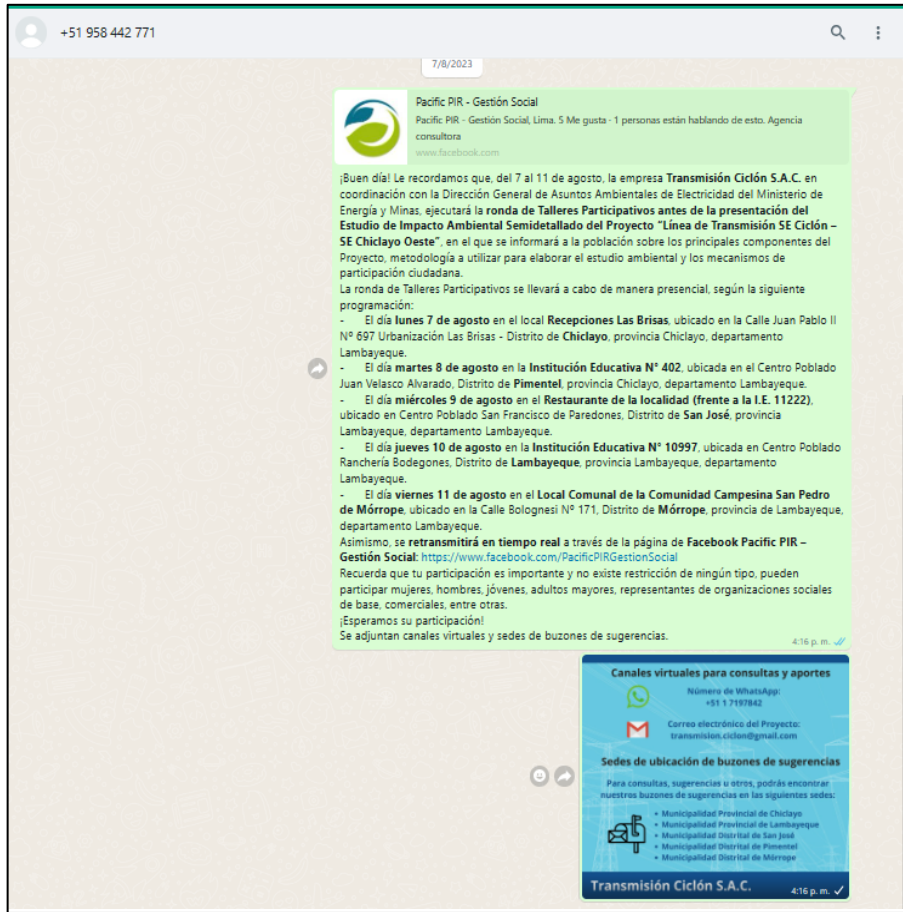 +51 958 442 771
7/8/2023
Pacific PIR - Gestión Social
Pacific PIR - Gestión Social, Lima. 5 Me gusta · 1 personas están hablando de esto. Agencia
consultora
www.facebook.com
¡Buen día! Le recordamos que, del 7 al 11 de agosto, la empresa Transmisión Ciclón S.A.C. en
coordinación con la Dirección General de Asuntos Ambientales de Electricidad del Ministerio de
Energía y Minas, ejecutará la ronda de Talleres Participativos antes de la presentación del
Estudio de Impacto Ambiental Semidetallado del Proyecto "Línea de Transmisión SE Ciclón –
SE Chiclayo Oeste", en el que se informará a la población sobre los principales componentes del
Proyecto, metodología a utilizar para elaborar el estudio ambiental y los mecanismos de
participación ciudadana.
La ronda de Talleres Participativos se llevará a cabo de manera presencial, según la siguiente
programación:
- El día lunes 7 de agosto en el local Recepciones Las Brisas, ubicado en la Calle Juan Pablo II
Nº 697 Urbanización Las Brisas - Distrito de Chiclayo, provincia Chiclayo, departamento
Lambayeque.
- El día martes 8 de agosto en la Institución Educativa N° 402, ubicada en el Centro Poblado
Juan Velasco Alvarado, Distrito de Pimentel, provincia Chiclayo, departamento Lambayeque.
- El día miércoles 9 de agosto en el Restaurante de la localidad (frente a la I.E. 11222),
ubicado en Centro Poblado San Francisco de Paredones, Distrito de San José, provincia
Lambayeque, departamento Lambayeque.
- El día jueves 10 de agosto en la Institución Educativa N° 10997, ubicada en Centro Poblado
Ranchería Bodegones, Distrito de Lambayeque, provincia Lambayeque, departamento
Lambayeque.
- El día viernes 11 de agosto en el Local Comunal de la Comunidad Campesina San Pedro
de Mórrope, ubicado en la Calle Bolognesi Nº 171, Distrito de Mórrope, provincia de Lambayeque,
departamento Lambayeque.
Asimismo, se retransmitirá en tiempo real a través de la página de Facebook Pacific PIR –
Gestión Social: https://www.facebook.com/PacificPIRGestionSocial
Recuerda que tu participación es importante y no existe restricción de ningún tipo, pueden
participar mujeres, hombres, jóvenes, adultos mayores, representantes de organizaciones sociales
de base, comerciales, entre otras.
¡Esperamos su participación!
Se adjuntan canales virtuales y sedes de buzones de sugerencias.
4:16 p. m.
Canales virtuales para consultas y aportes
Número de WhatsApp:
+51 1 7197842
Correo electrónico del Proyecto:
transmision.ciclon@gmail.com
Sedes de ubicación de buzones de sugerencias
Para consultas, sugerencias u otros, podrás encontrar
nuestros buzones de sugerencias en las siguientes sedes:
• Municipalidad Provincial de Chiclayo
• Municipalidad Provincial de Lambayeque
• Municipalidad Distrital de San José
• Municipalidad Distrital de Pimentel
• Municipalidad Distrital de Mórrope
Transmisión Ciclón S.A.C.
4:16 p. m.